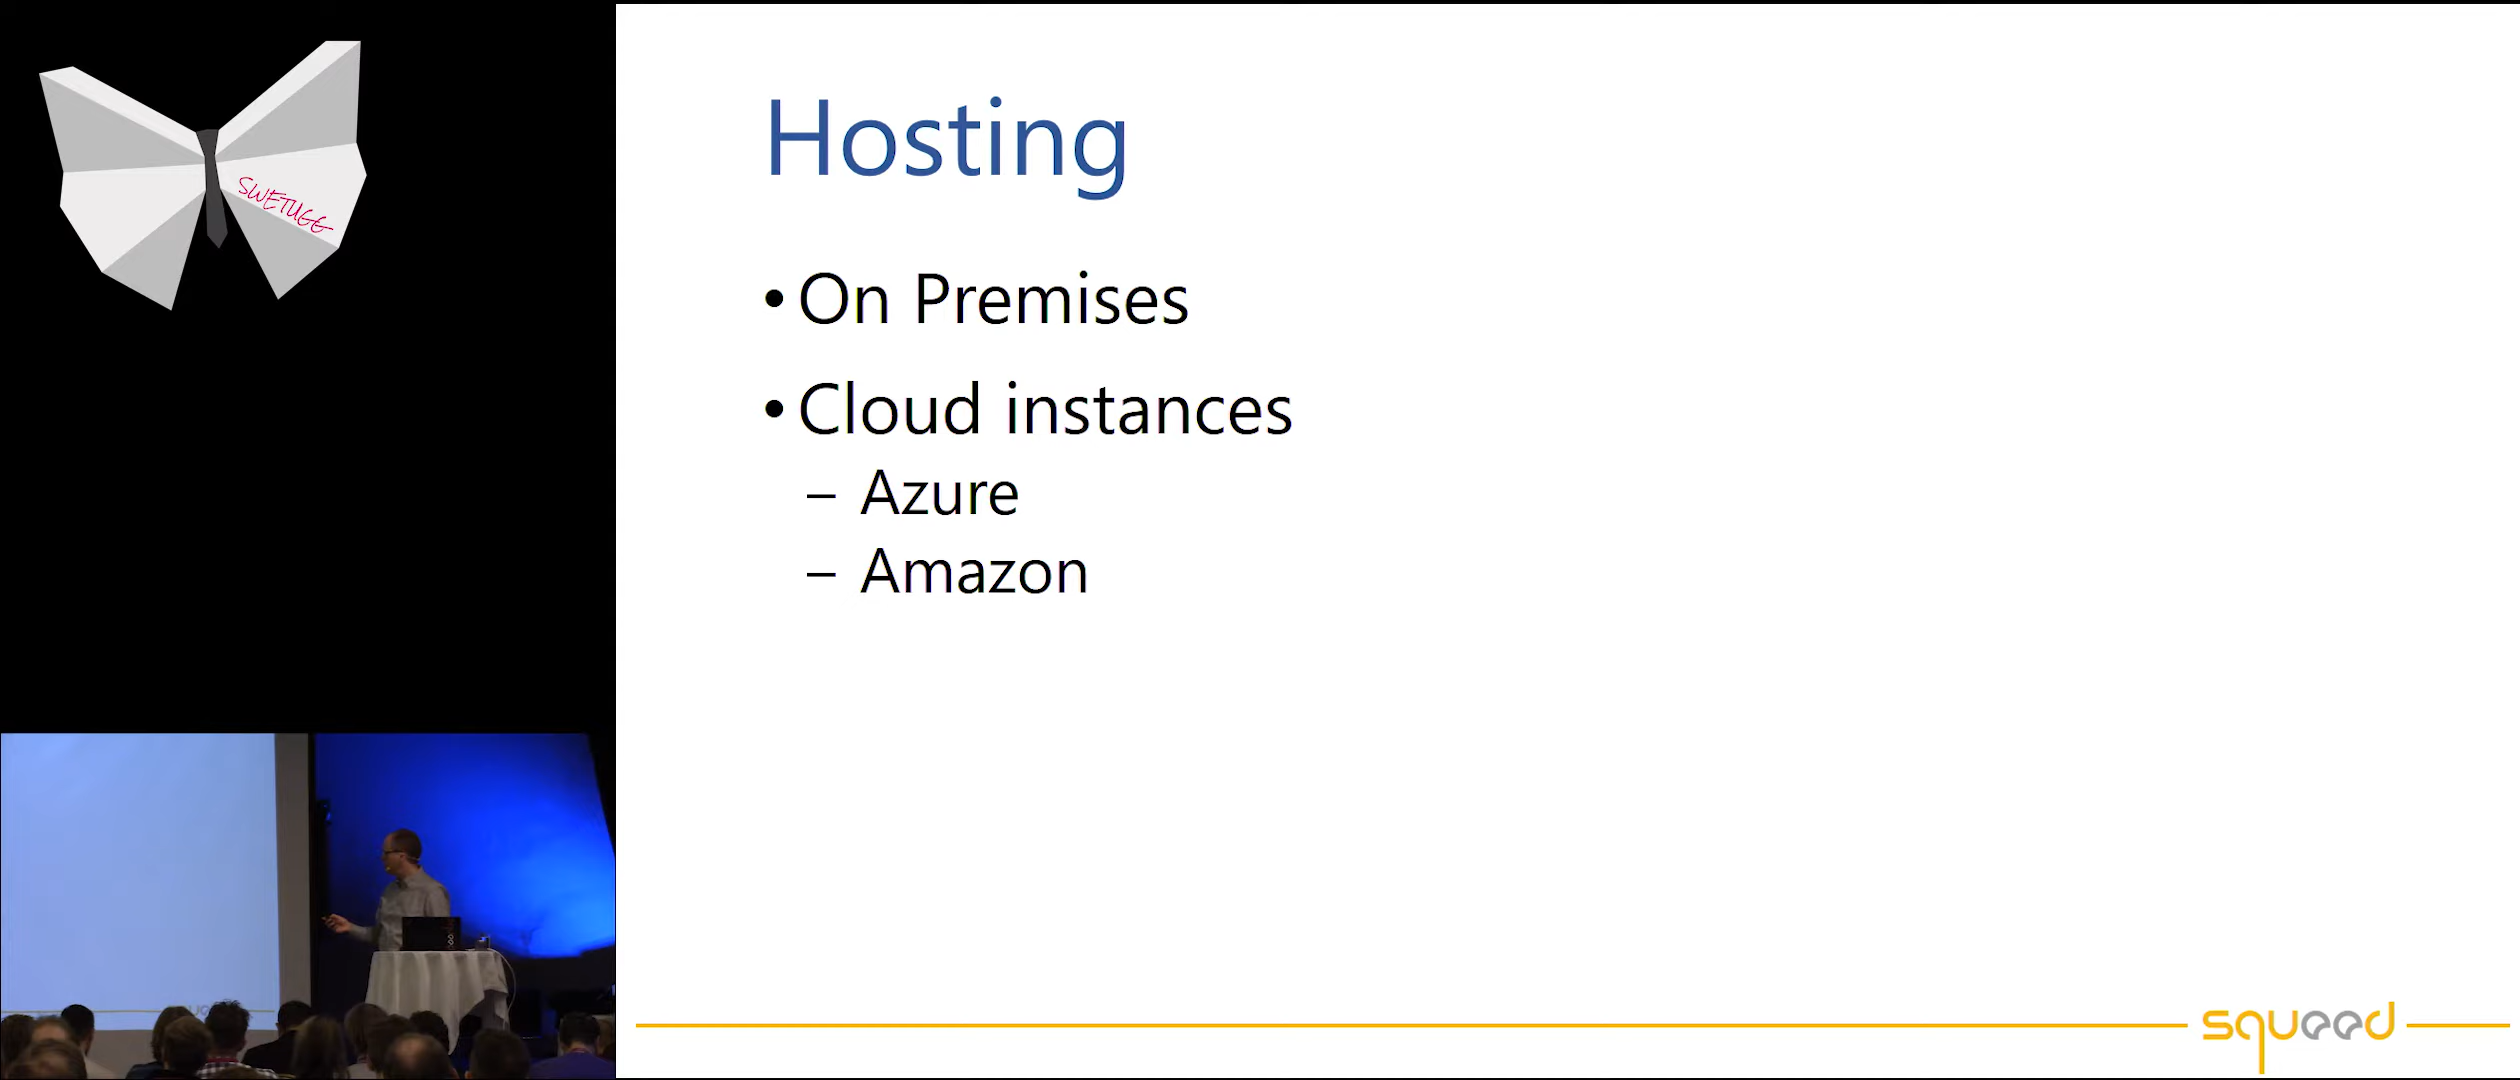 SWETUGG
Hosting
• On Premises
• Cloud instances
– Azure
– Amazon
squeed